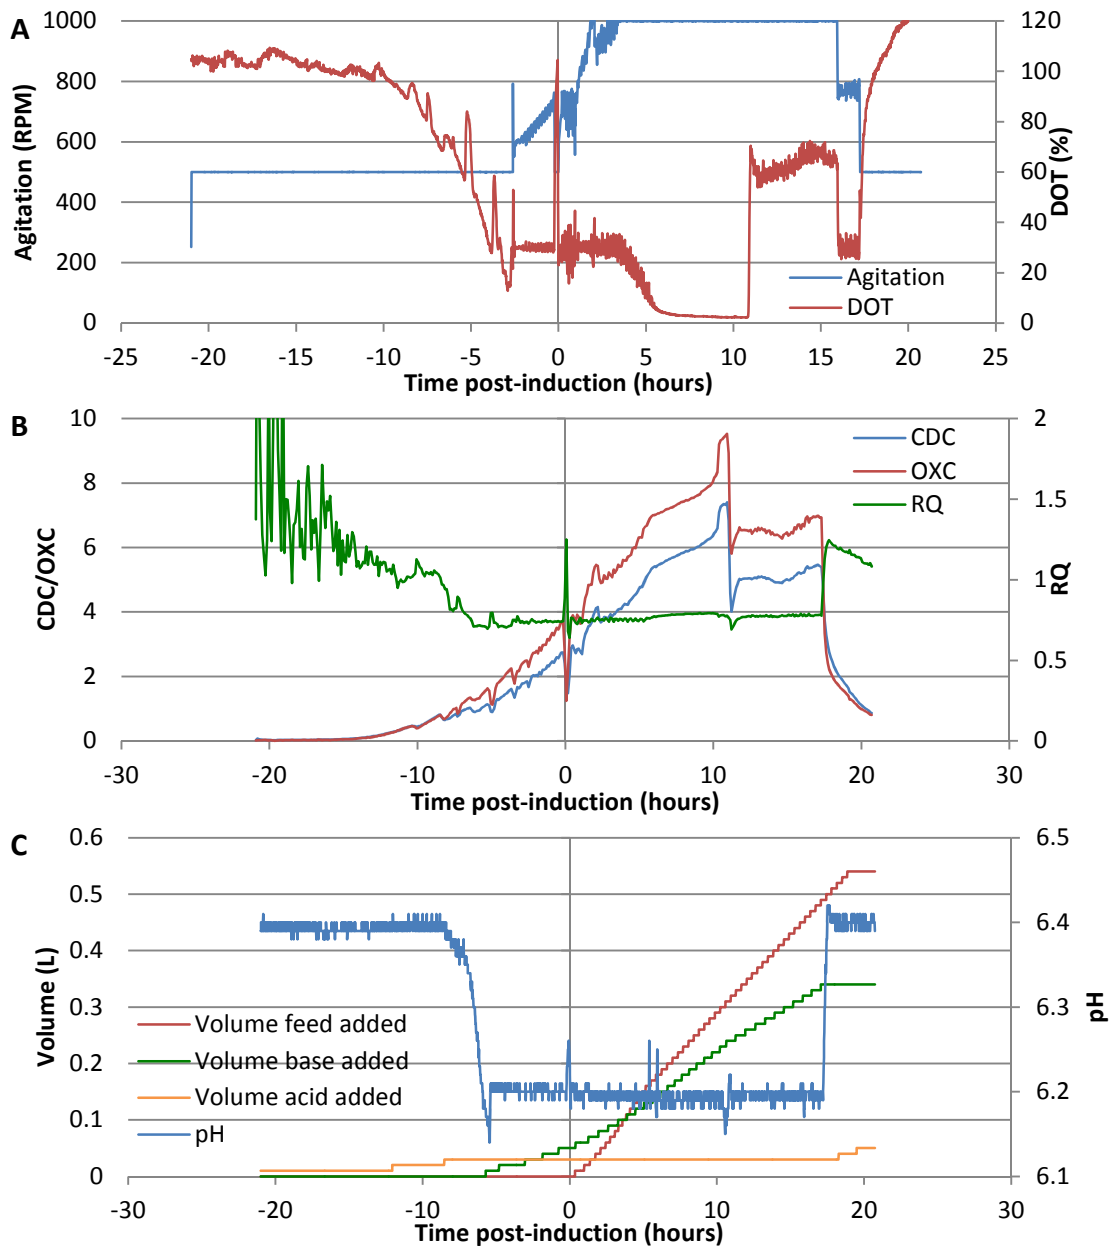 A
1000
800
600
400
200
0
Agitation (RPM)
120
100
80
60
40
20
0
DOT (%)
Agitation
DOT
-25 -20 -15 -10 -5 0 5 10 15 20 25
Time post-induction (hours)
B
10
8
6
4
2
0
CDC/OXC
2
1.5
1
0.5
0
RQ
CDC
OXC
RQ
-30 -20 -10 0 10 20 30
Time post-induction (hours)
C
0.6
0.5
0.4
0.3
0.2
0.1
0
Volume (L)
6.5
6.4
6.3
6.2
6.1
pH
Volume feed added
Volume base added
Volume acid added
pH
-30 -20 -10 0 10 20 30
Time post-induction (hours)